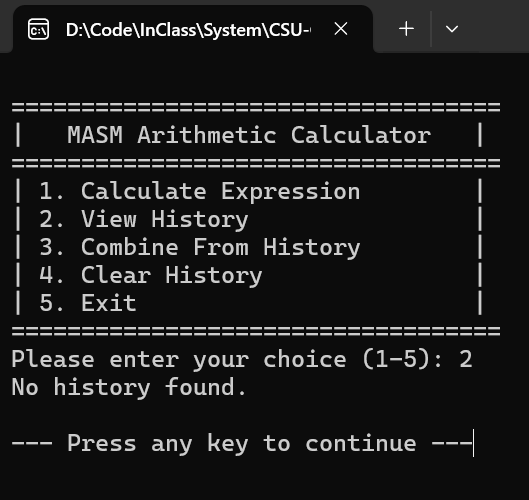 D:\Code\InClass\System\CSU-
===================================
|   MASM Arithmetic Calculator   |
===================================
| 1. Calculate Expression        |
| 2. View History                |
| 3. Combine From History        |
| 4. Clear History               |
| 5. Exit                        |
===================================
Please enter your choice (1-5): 2
No history found.
--- Press any key to continue ---